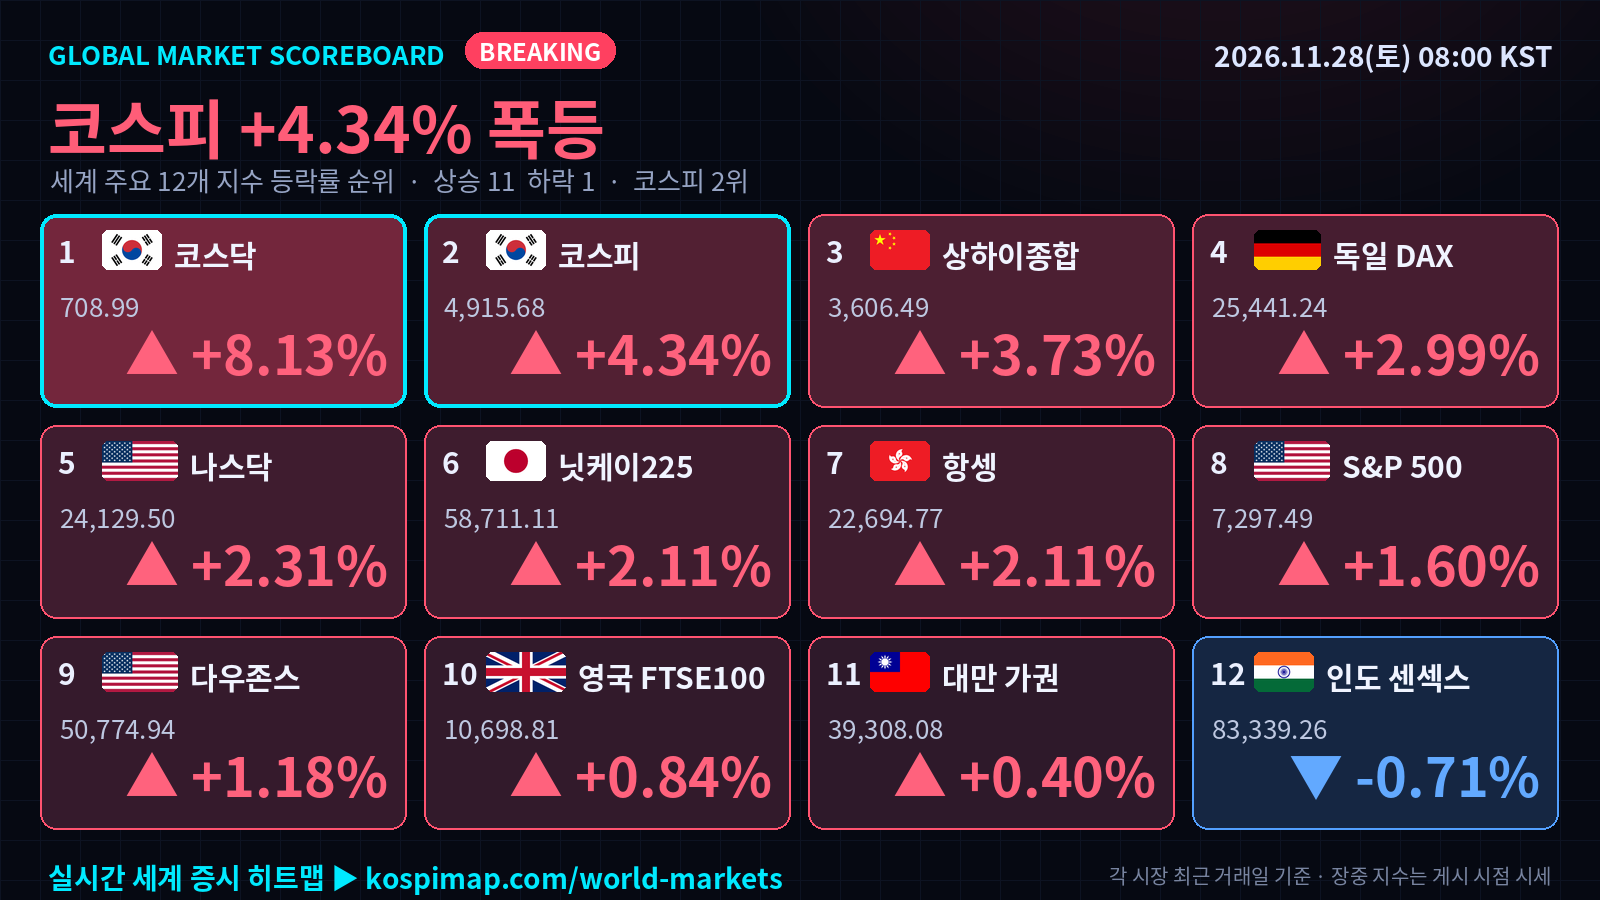 GLOBAL MARKET SCOREBOARD BREAKING 2026.11.28(토) 08:00 KST
코스피 +4.34% 폭등
세계 주요 12개 지수 등락률 순위 · 상승 11 하락 1 · 코스피 2위
1 코스닥
708.99
▲ +8.13%
2 코스피
4,915.68
▲ +4.34%
3 상하이종합
3,606.49
▲ +3.73%
4 독일 DAX
25,441.24
▲ +2.99%
5 나스닥
24,129.50
▲ +2.31%
6 닛케이225
58,711.11
▲ +2.11%
7 항셍
22,694.77
▲ +2.11%
8 S&P 500
7,297.49
▲ +1.60%
9 다우존스
50,774.94
▲ +1.18%
10 영국 FTSE100
10,698.81
▲ +0.84%
11 대만 가권
39,308.08
▲ +0.40%
12 인도 센섹스
83,339.26
▼ -0.71%
실시간 세계 증시 히트맵 ▶ kospimap.com/world-markets
각 시장 최근 거래일 기준 · 장중 지수는 게시 시점 시세